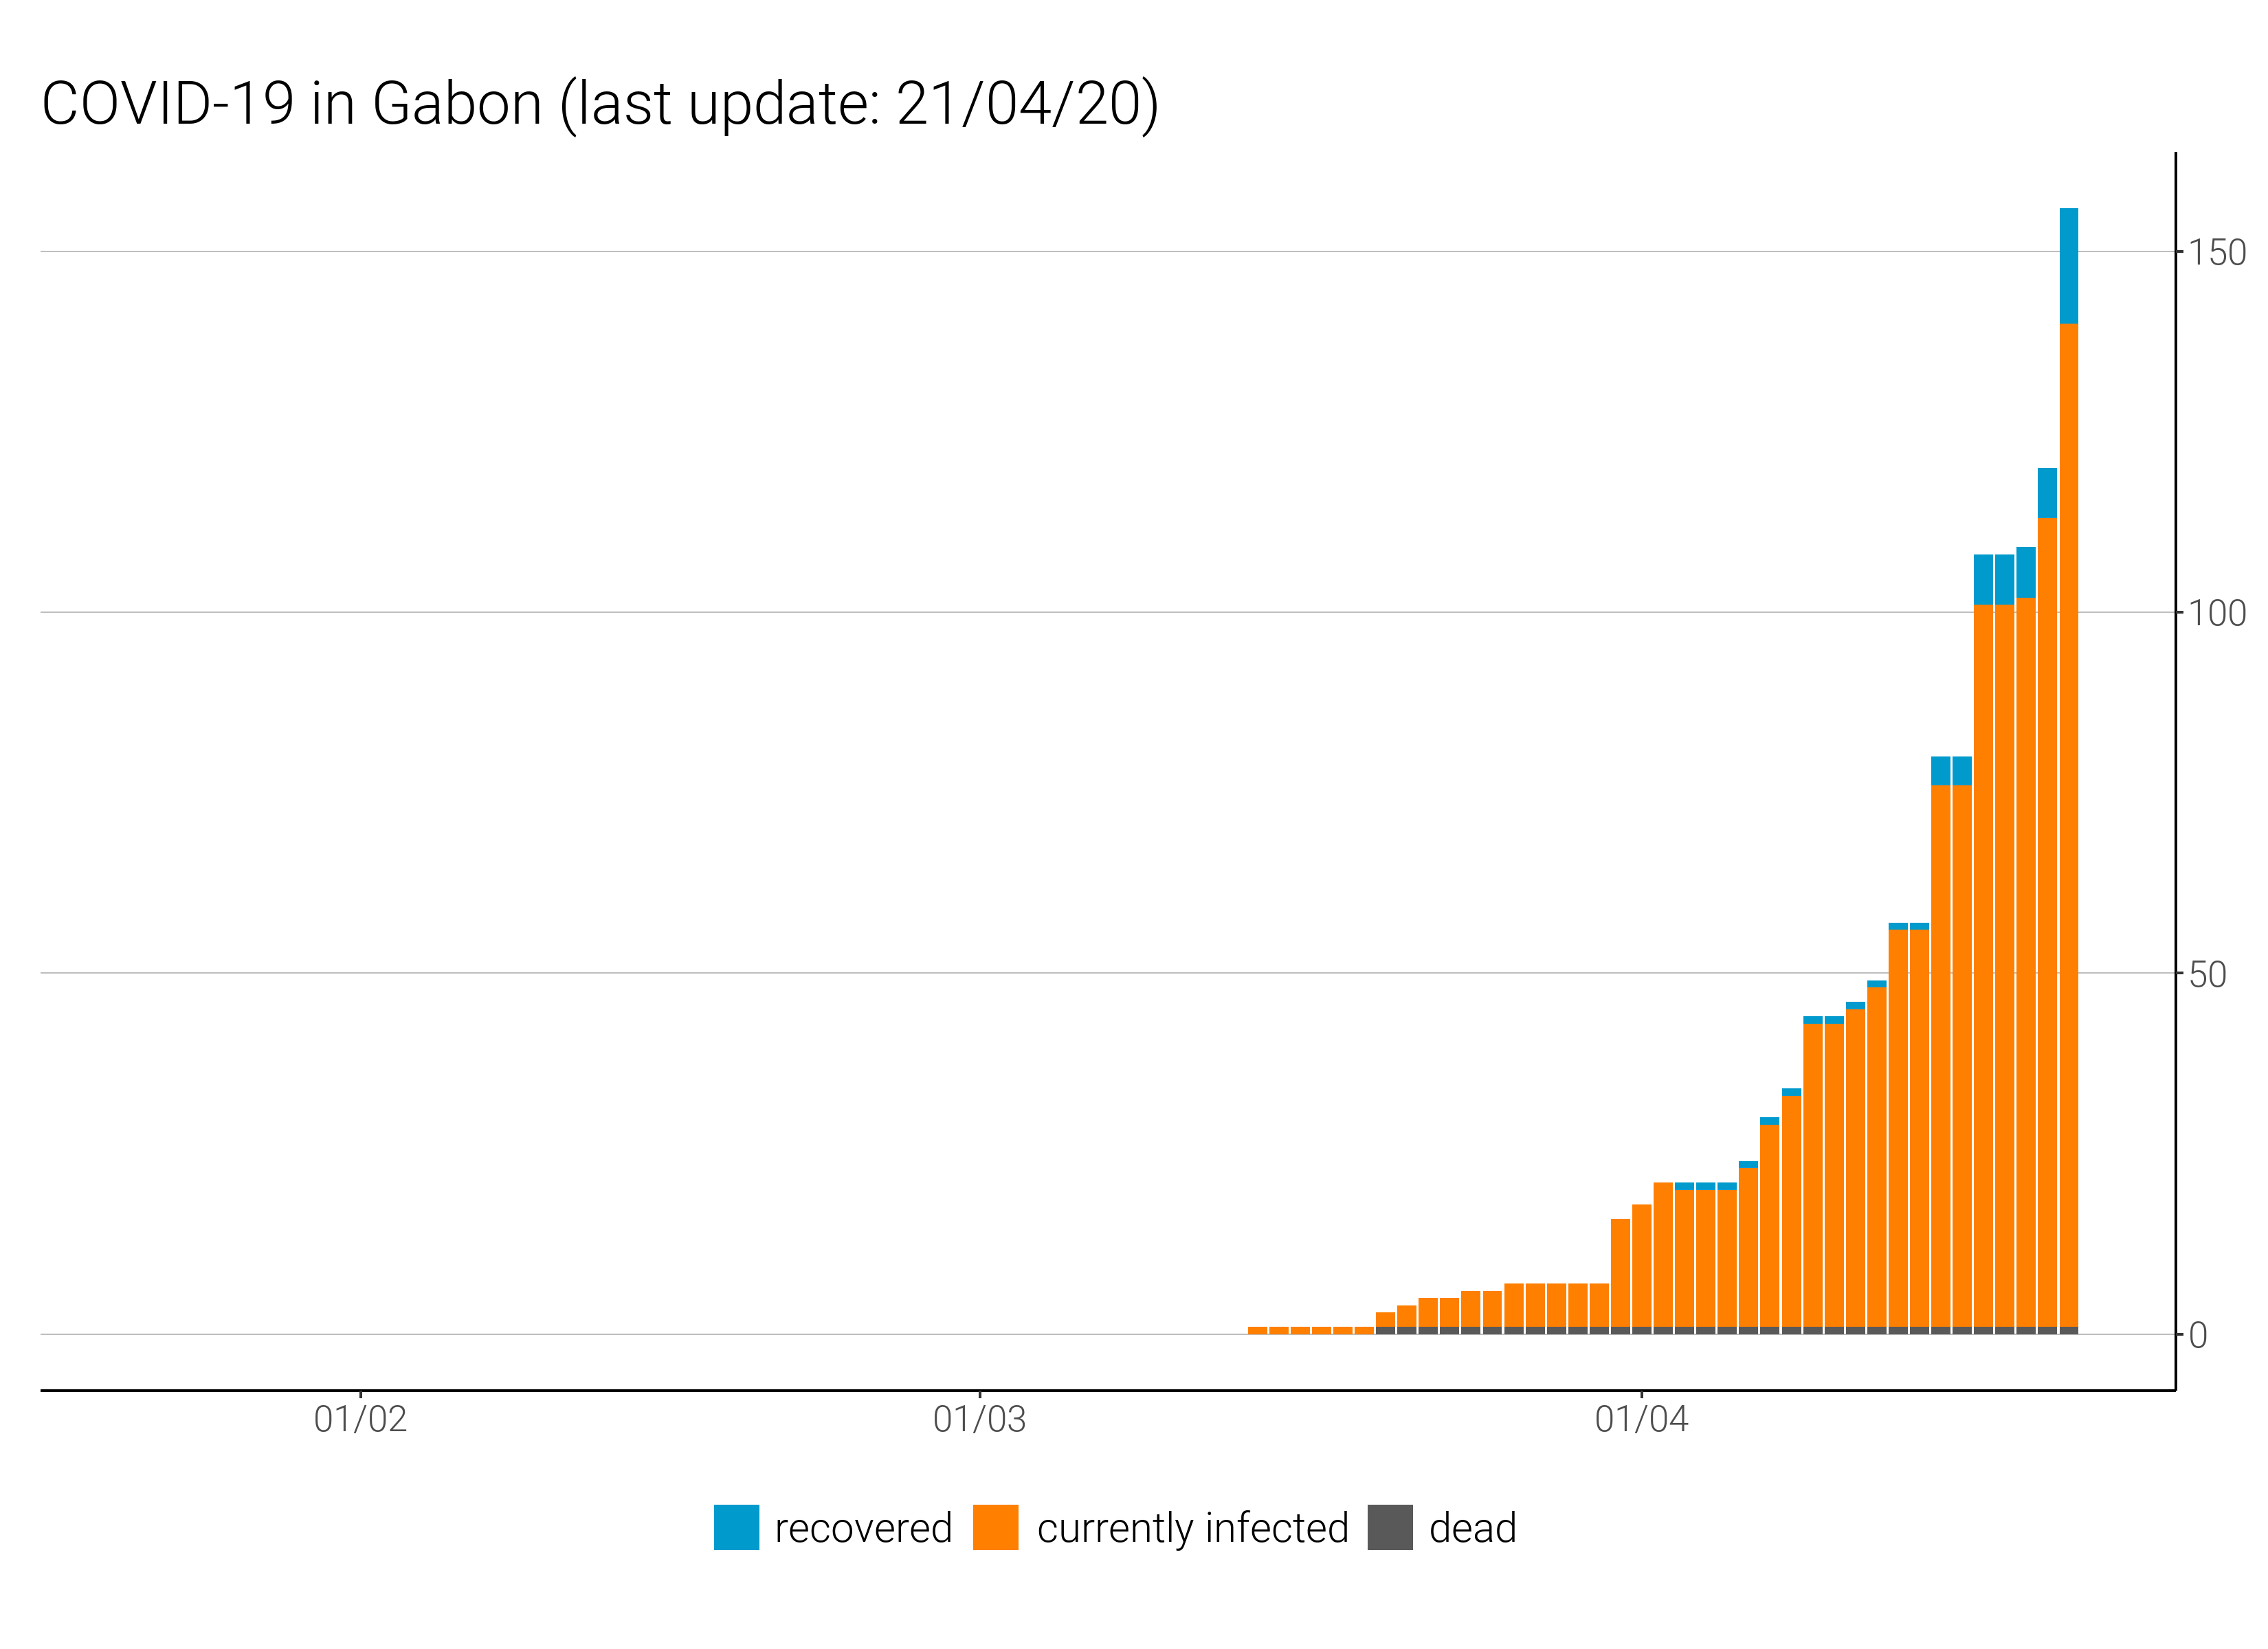 COVID-19 in Gabon (last update: 21/04/20)
150
100
50
0
01/02 01/03 01/04
recovered currently infected dead